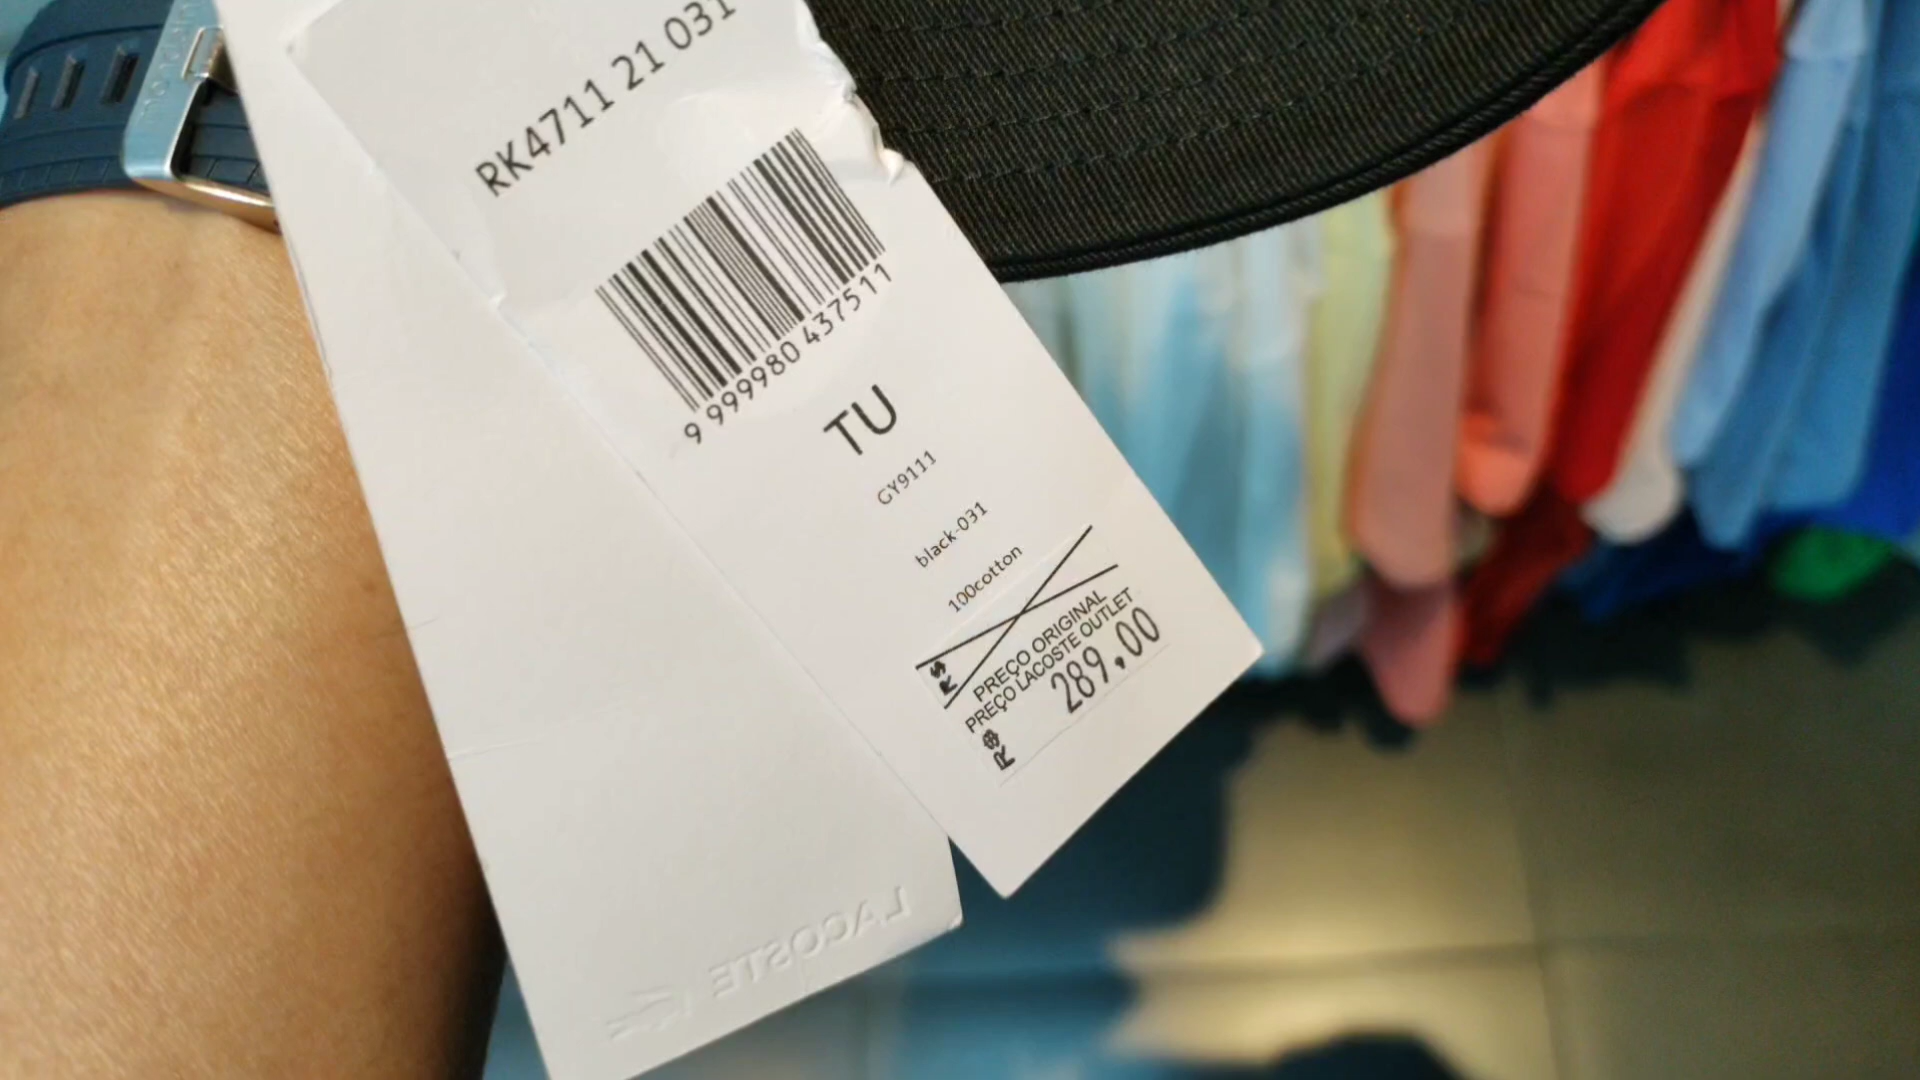 RK4711 21 031
9 999980 437511
TU
GY9111
black-031
100cotton
R$
PREÇO ORIGINAL
PREÇO LACOSTE OUTLET
R$ 289,00
LACOSTE